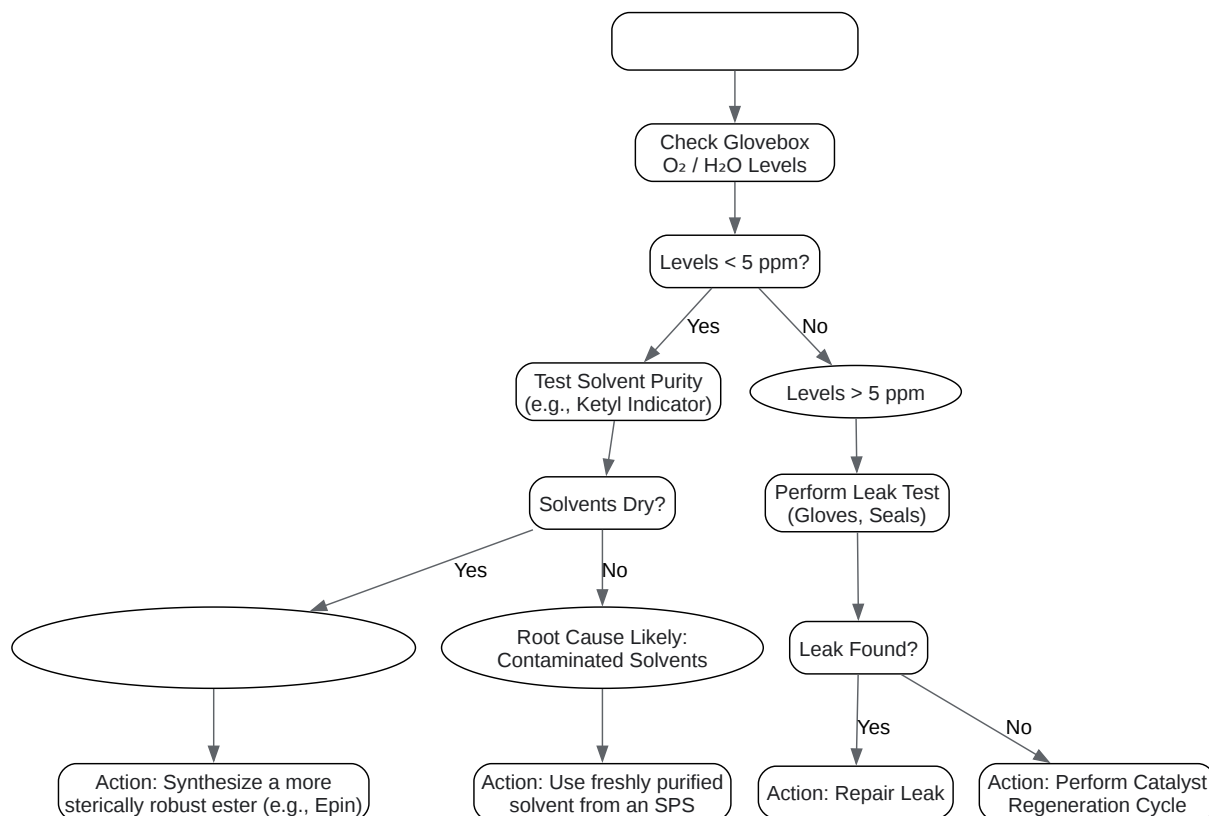 Check Glovebox
O₂ / H₂O Levels
Levels < 5 ppm?
Yes
No
Test Solvent Purity
(e.g., Ketyl Indicator)
Levels > 5 ppm
Solvents Dry?
Perform Leak Test
(Gloves, Seals)
Yes
No
Root Cause Likely:
Contaminated Solvents
Leak Found?
Yes
No
Action: Synthesize a more
sterically robust ester (e.g., Epin)
Action: Use freshly purified
solvent from an SPS
Action: Repair Leak
Action: Perform Catalyst
Regeneration Cycle